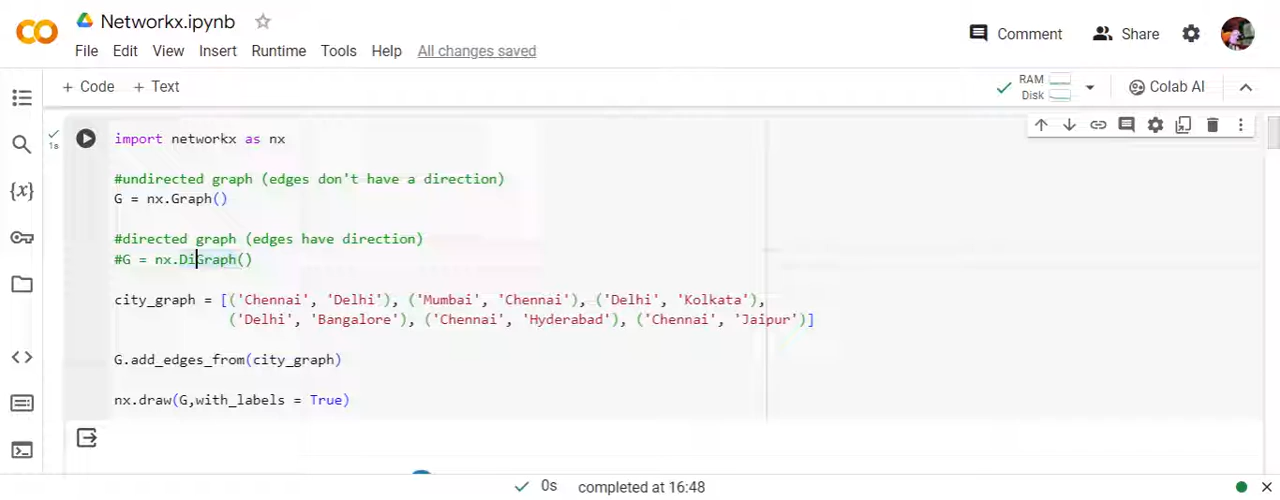 Networkx.ipynb
File Edit View Insert Runtime Tools Help All changes saved
Comment Share
+ Code + Text
RAM
Disk
Colab AI
1s
import networkx as nx
#undirected graph (edges don't have a direction)
G = nx.Graph()
#directed graph (edges have direction)
#G = nx.DiGraph()
city_graph = [('Chennai', 'Delhi'), ('Mumbai', 'Chennai'), ('Delhi', 'Kolkata'),
('Delhi', 'Bangalore'), ('Chennai', 'Hyderabad'), ('Chennai', 'Jaipur')]
G.add_edges_from(city_graph)
nx.draw(G,with_labels = True)
0s completed at 16:48